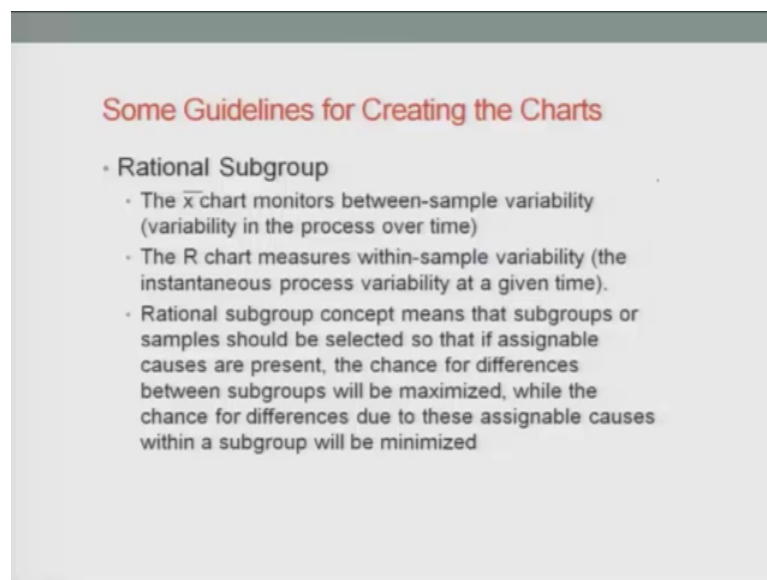 Some Guidelines for Creating the Charts
• Rational Subgroup
• The x̅ chart monitors between-sample variability
(variability in the process over time)
• The R chart measures within-sample variability (the
instantaneous process variability at a given time).
• Rational subgroup concept means that subgroups or
samples should be selected so that if assignable
causes are present, the chance for differences
between subgroups will be maximized, while the
chance for differences due to these assignable causes
within a subgroup will be minimized